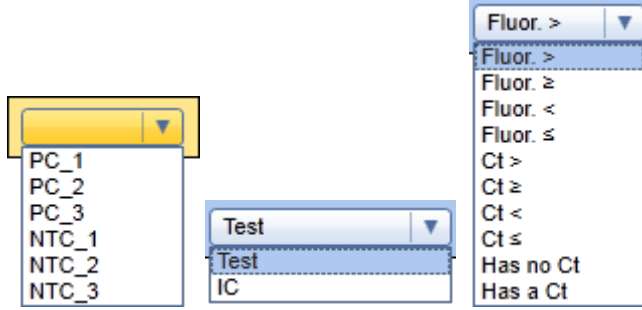 PC_1
PC_2
PC_3
NTC_1
NTC_2
NTC_3
Test
Test
IC
Fluor. >
Fluor. >
Fluor. ≥
Fluor. <
Fluor. ≤
Ct >
Ct ≥
Ct <
Ct ≤
Has no Ct
Has a Ct